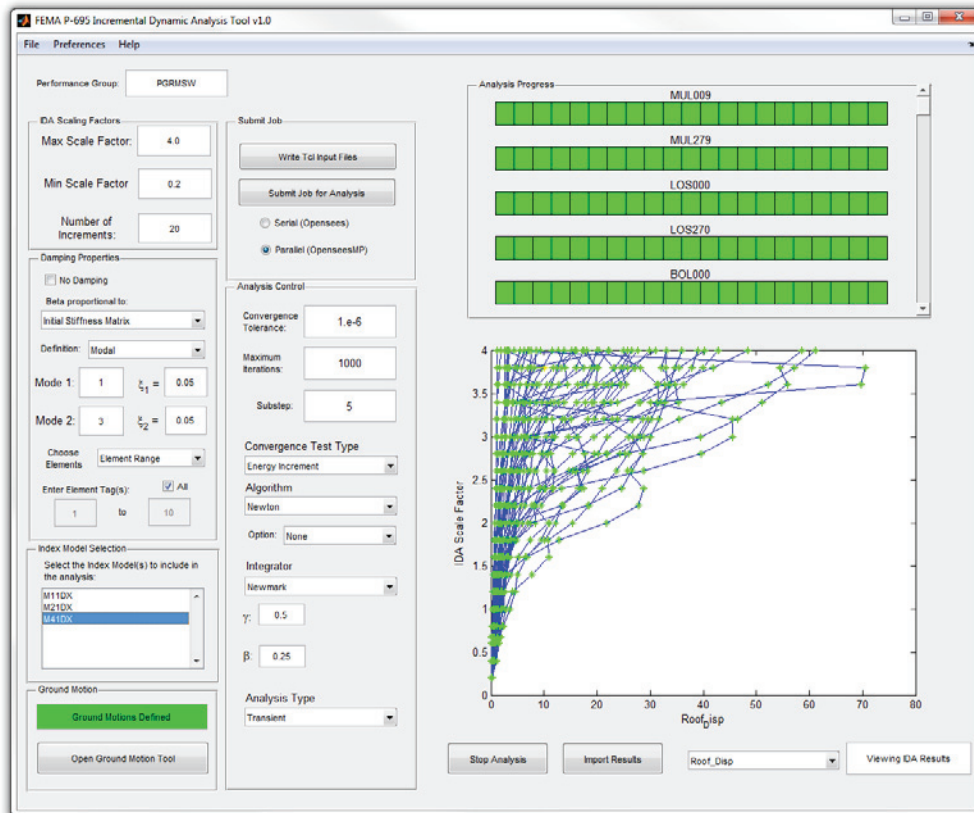 FEMA P-695 Incremental Dynamic Analysis Tool v1.0
File Preferences Help
Performance Group: PGRMSW
IDA Scaling Factors
Max Scale Factor: 4.0
Min Scale Factor 0.2
Number of
Increments: 20
Damping Properties
No Damping
Beta proportional to:
Initial Stiffness Matrix
Definition: Modal
Mode 1: 1 ξ1 = 0.05
Mode 2: 3 ξ2 = 0.05
Choose
Elements Element Range
Enter Element Tag(s): All
1 to 10
Index Model Selection
Select the Index Model(s) to include in
the analysis:
M11DX
M21DX
M41DX
Ground Motion
Ground Motions Defined
Open Ground Motion Tool
Submit Job
Write Tcl Input Files
Submit Job for Analysis
Serial (Opensees)
Parallel (OpenseesMP)
Analysis Control
Convergence
Tolerance: 1.e-6
Maximum
Iterations: 1000
Substep: 5
Convergence Test Type
Energy Increment
Algorithm
Newton
Option: None
Integrator
Newmark
γ: 0.5
β: 0.25
Analysis Type
Transient
Analysis Progress
MUL009
MUL279
LOS000
LOS270
BOL000
IDA Scale Factor
4
3.5
3
2.5
2
1.5
1
0.5
0
0 10 20 30 40 50 60 70 80
Roof_Disp
Stop Analysis Import Results Roof_Disp Viewing IDA Results